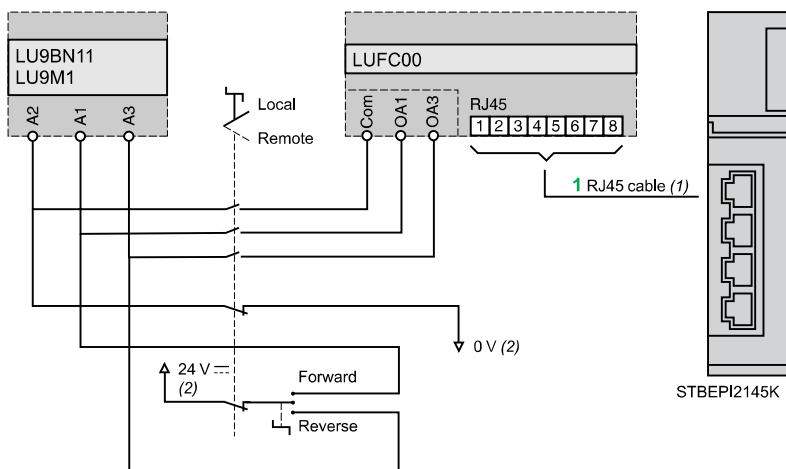 LU9BN11
LU9M1
A2 A1 A3
Local
Remote
LUFC00
Com OA1 OA3
RJ45
1 2 3 4 5 6 7 8
1 RJ45 cable (1)
0 V (2)
24 V
(2)
Forward
Reverse
STBEPI2145K